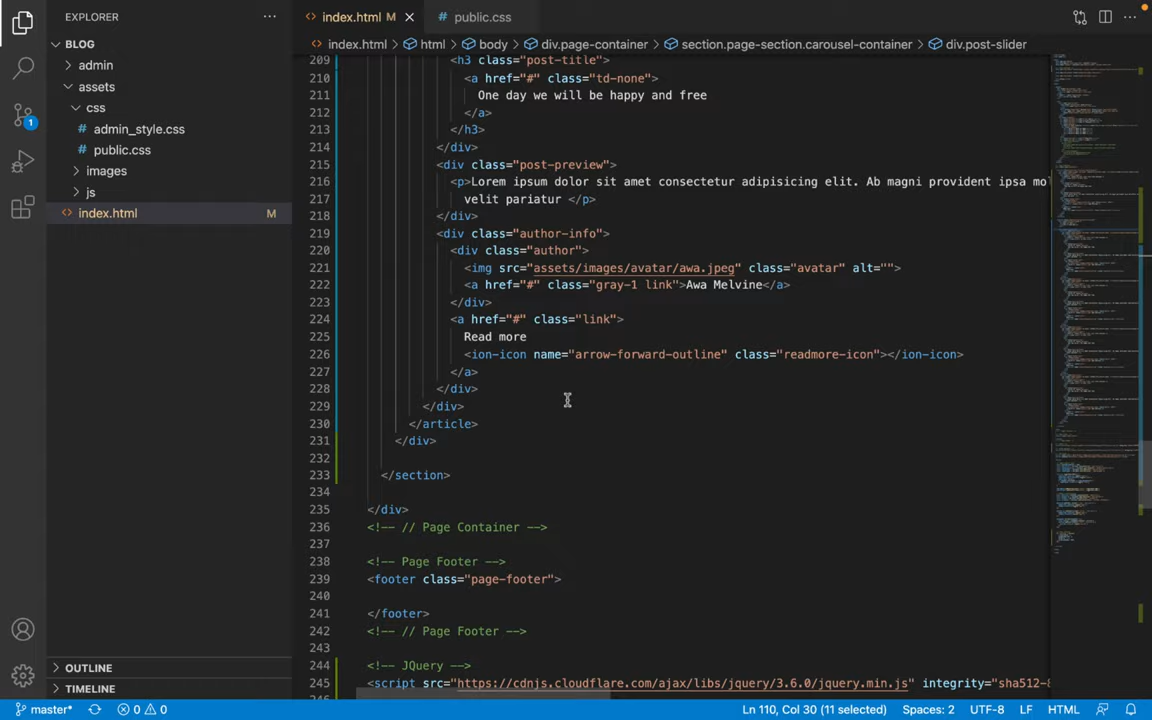 EXPLORER
index.html M
public.css
BLOG
index.html > html > body > div.page-container > section.page-section.carousel-container > div.post-slider
admin
assets
css
admin_style.css
public.css
images
js
index.html M
1
209 <h3 class="post-title">
210 <a href="#" class="td-none">
211 One day we will be happy and free
212 </a>
213 </h3>
214 </div>
215 <div class="post-preview">
216 <p>Lorem ipsum dolor sit amet consectetur adipisicing elit. Ab magni provident ipsa mol
217 velit pariatur </p>
218 </div>
219 <div class="author-info">
220 <div class="author">
221 <img src="assets/images/avatar/awa.jpeg" class="avatar" alt="">
222 <a href="#" class="gray-1 link">Awa Melvine</a>
223 </div>
224 <a href="#" class="link">
225 Read more
226 <ion-icon name="arrow-forward-outline" class="readmore-icon"></ion-icon>
227 </a>
228 </div>
229 </div>
230 </article>
231 </div>
232
233 </section>
234
235 </div>
236 <!-- // Page Container -->
237
238 <!-- Page Footer -->
239 <footer class="page-footer">
240
241 </footer>
242 <!-- // Page Footer -->
243
244 <!-- JQuery -->
245 <script src="https://cdnjs.cloudflare.com/ajax/libs/jquery/3.6.0/jquery.min.js" integrity="sha512-8
OUTLINE
TIMELINE
master* 0 0 Ln 110, Col 30 (11 selected) Spaces: 2 UTF-8 LF HTML